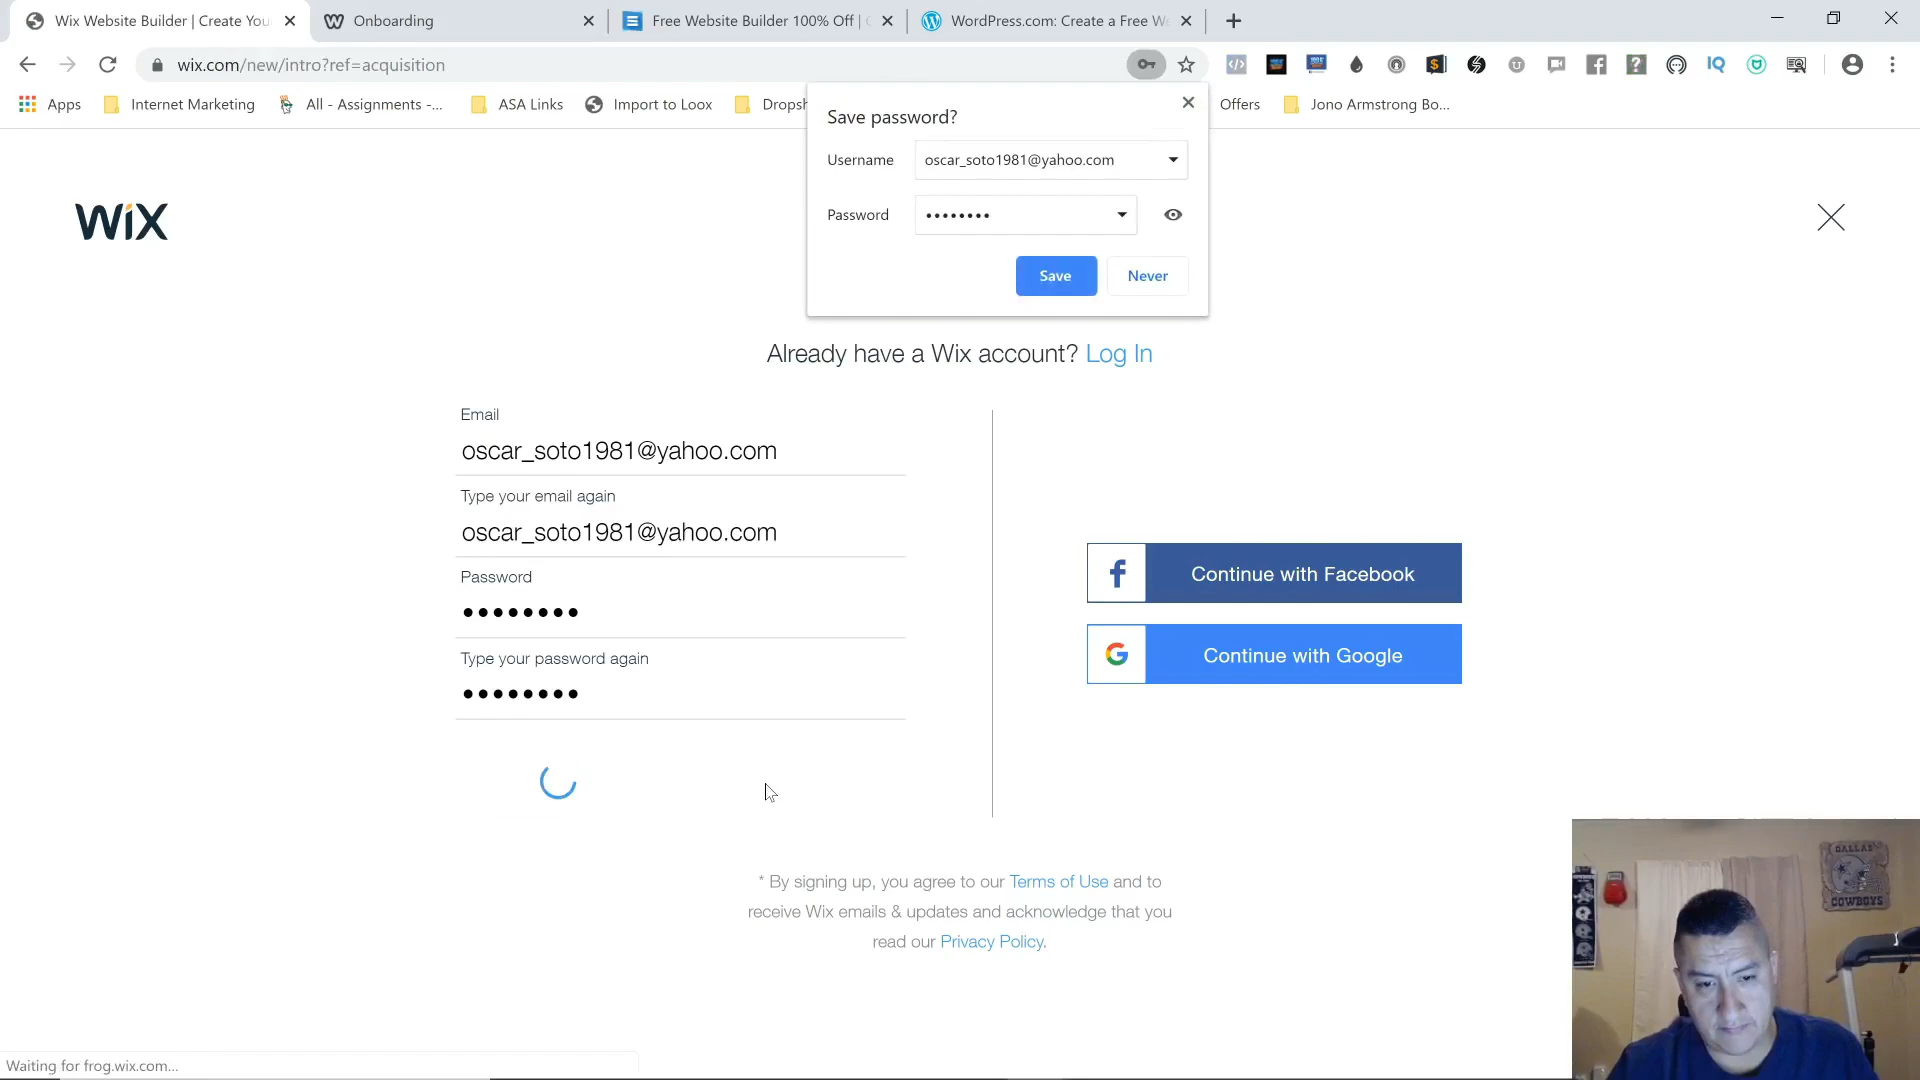 Wix Website Builder | Create You
Onboarding
Free Website Builder 100% Off |
WordPress.com: Create a Free We
wix.com/new/intro?ref=acquisition
Apps
Internet Marketing
All - Assignments -...
ASA Links
Import to Loox
Dropsh
Offers
Jono Armstrong Bo...
Save password?
Username
oscar_soto1981@yahoo.com
Password
••••••••
Save
Never
WiX
Already have a Wix account? Log In
Email
oscar_soto1981@yahoo.com
Type your email again
oscar_soto1981@yahoo.com
Password
••••••••
Type your password again
••••••••
Continue with Facebook
Continue with Google
* By signing up, you agree to our Terms of Use and to
receive Wix emails & updates and acknowledge that you
read our Privacy Policy.
DALLAS
COWBOYS
Waiting for frog.wix.com...